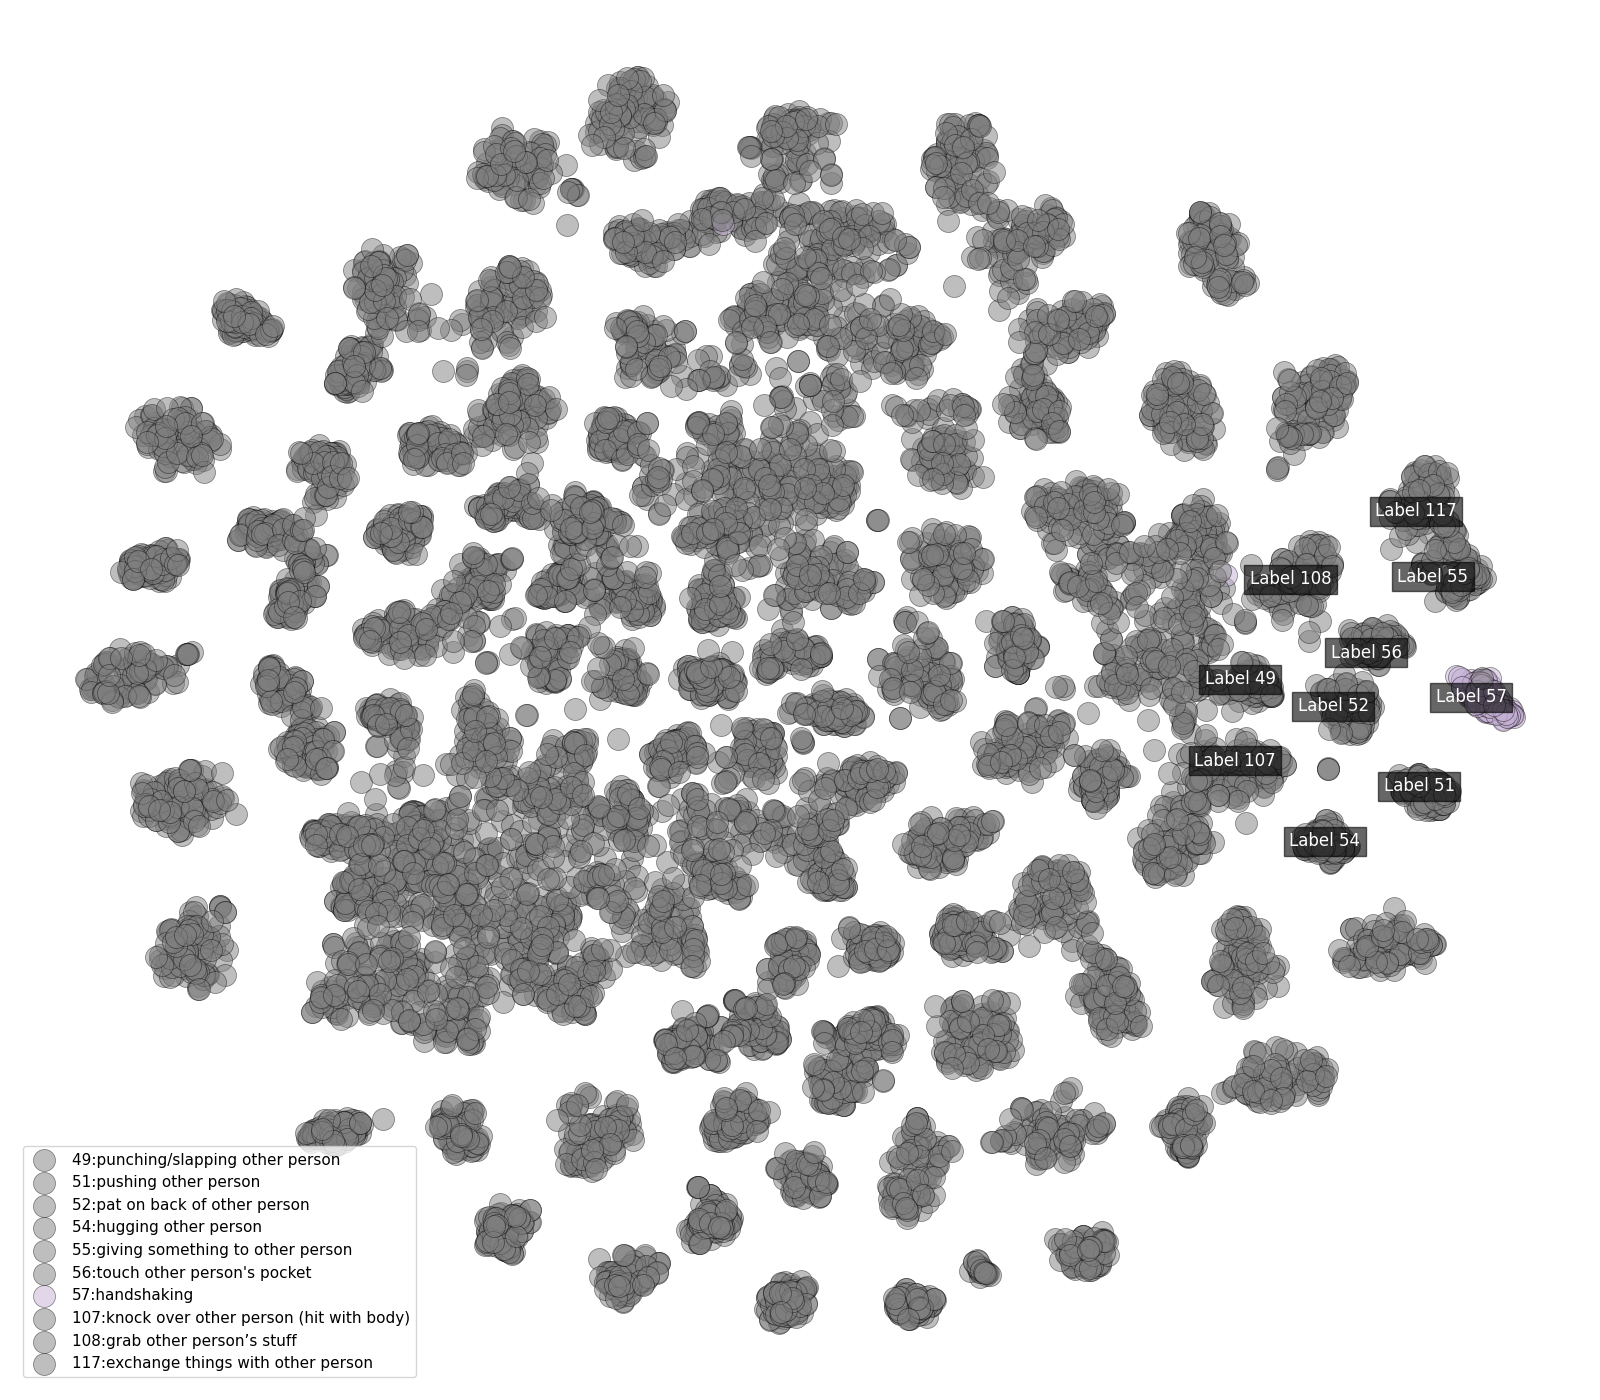 Label 117
Label 108
Label 55
Label 56
Label 49
Label 57
Label 52
Label 107
Label 51
Label 54
49:punching/slapping other person
51:pushing other person
52:pat on back of other person
54:hugging other person
55:giving something to other person
56:touch other person's pocket
57:handshaking
107:knock over other person (hit with body)
108:grab other person’s stuff
117:exchange things with other person